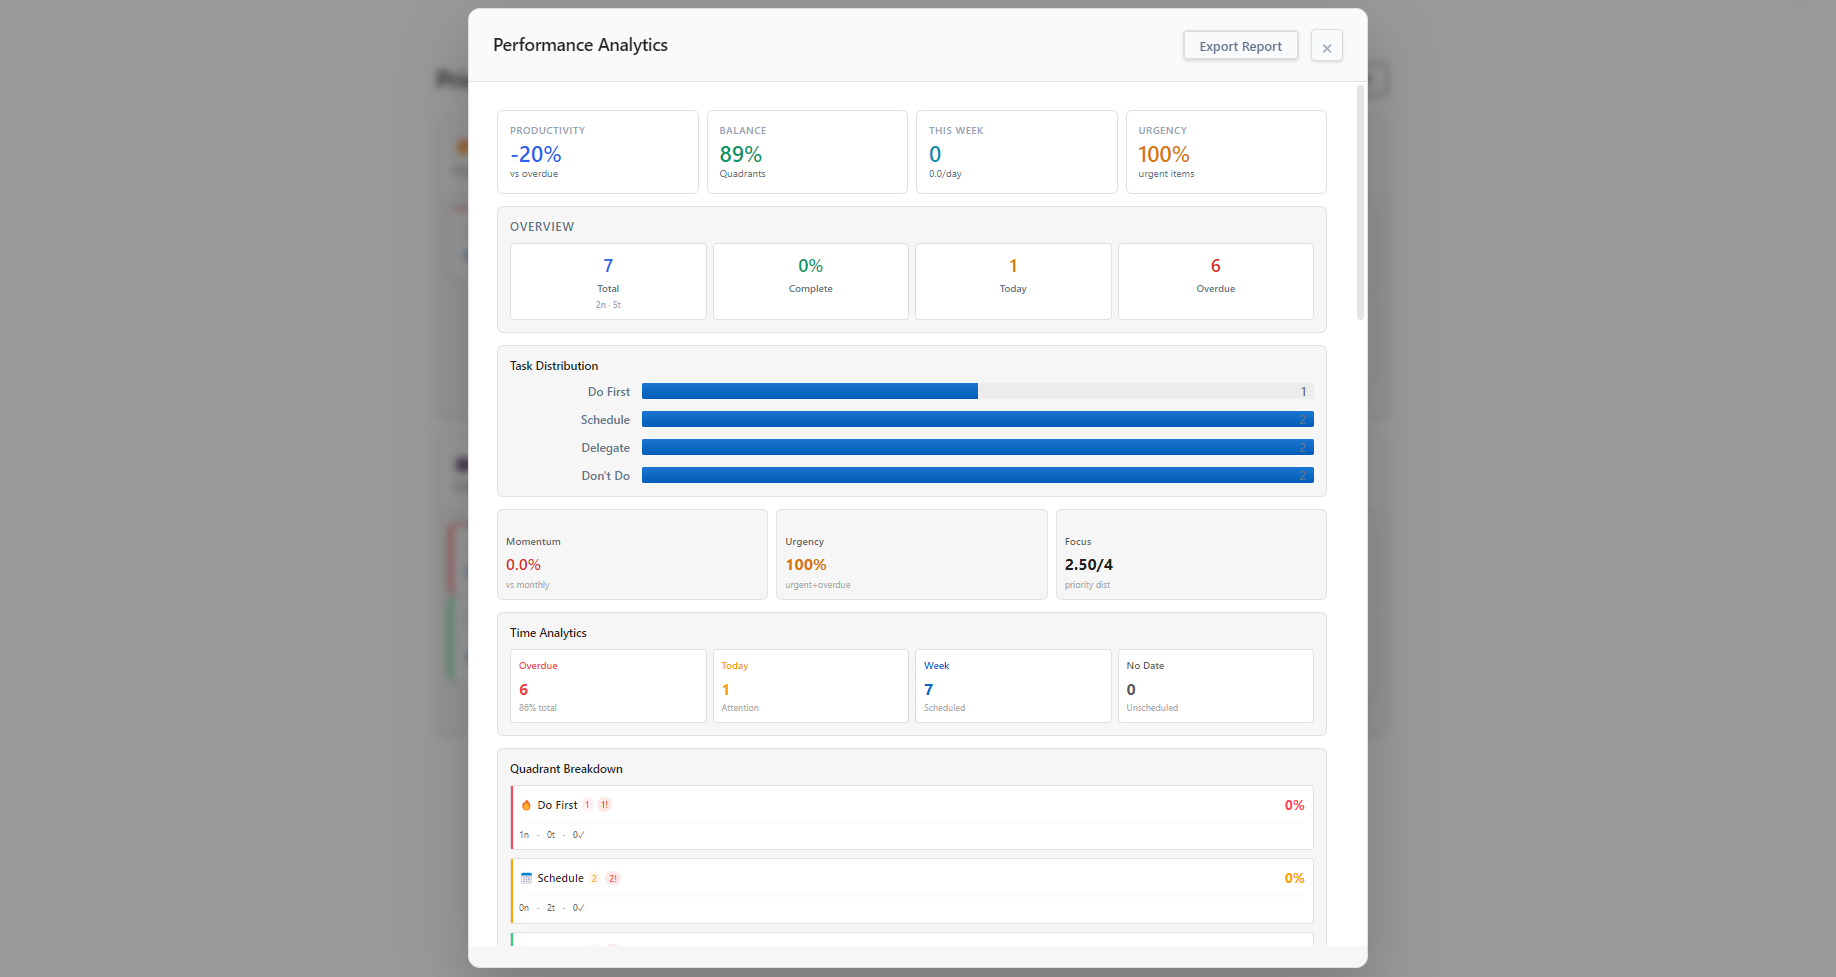 Performance Analytics
Export Report
×
PRODUCTIVITY
-20%
vs overdue
BALANCE
89%
Quadrants
THIS WEEK
0
0.0/day
URGENCY
100%
urgent items
OVERVIEW
7
Total
2n · 5t
0%
Complete
1
Today
6
Overdue
Task Distribution
Do First 1
Schedule 2
Delegate 2
Don't Do 2
Momentum
0.0%
vs monthly
Urgency
100%
urgent+overdue
Focus
2.50/4
priority dist
Time Analytics
Overdue
6
86% total
Today
1
Attention
Week
7
Scheduled
No Date
0
Unscheduled
Quadrant Breakdown
Do First 1 1! 0%
1n · 0t · 0✓
Schedule 2 2! 0%
0n · 2t · 0✓